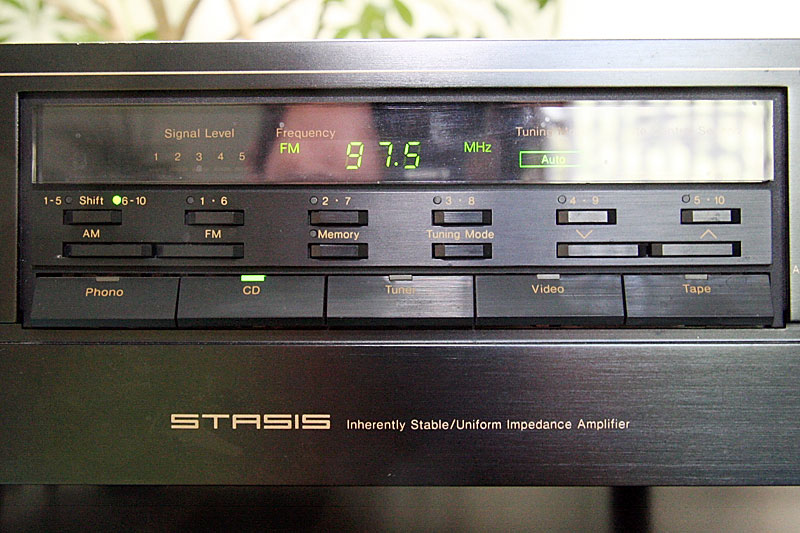 Signal Level
Frequency
Tuning Mode
1 2 3 4 5
FM 97.5 MHz
Auto
1-5 Shift 6-10
1·6
2·7
3·8
4·9
5·10
AM
FM
Memory
Tuning Mode
Phono
CD
Tuner
Video
Tape
STASIS Inherently Stable/Uniform Impedance Amplifier